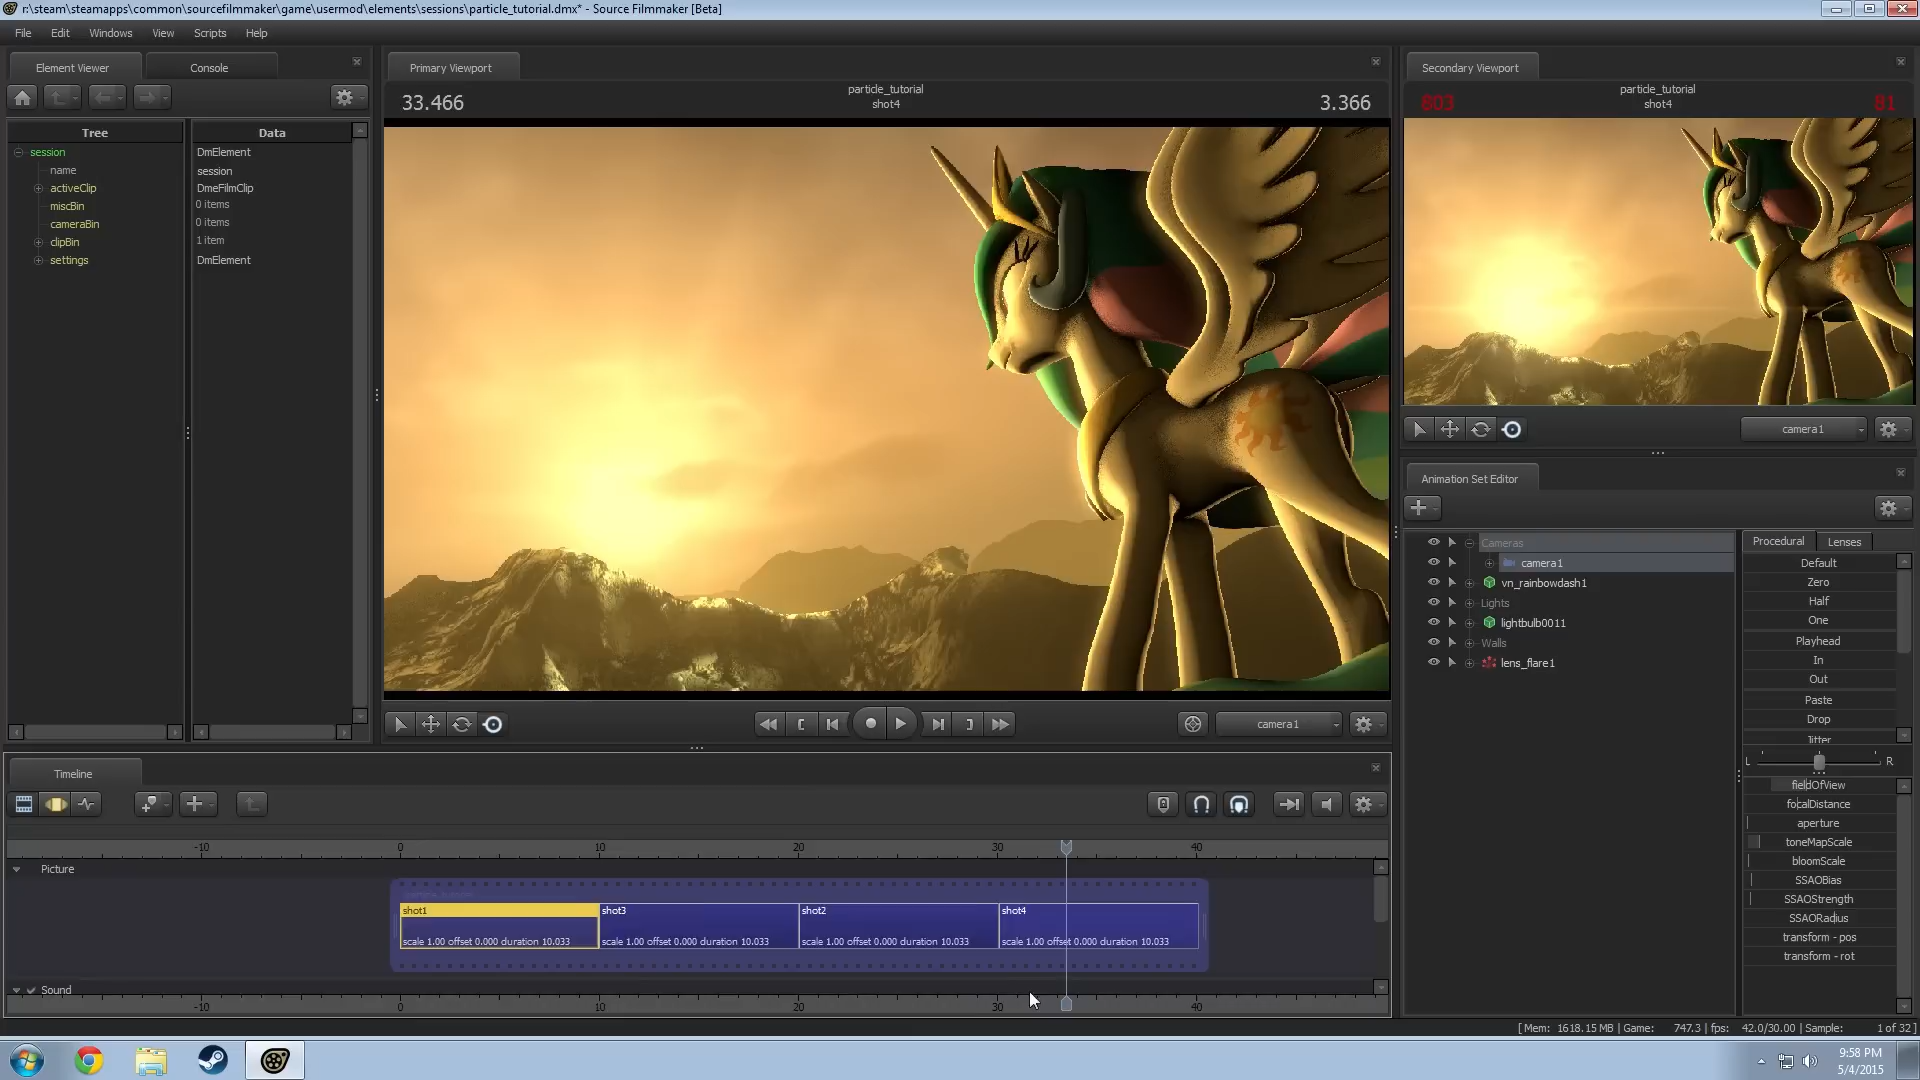 r:\steam\steamapps\common\sourcefilmmaker\game\usermod\elements\sessions\particle_tutorial.dmx* - Source Filmmaker [Beta]
File Edit Windows View Scripts Help
Element Viewer Console
Tree Data
session DmElement
name session
activeClip DmeFilmClip
miscBin 0 items
cameraBin 0 items
clipBin 1 item
settings DmElement
Primary Viewport
33.466
particle_tutorial
shot4
3.366
Secondary Viewport
803
particle_tutorial
shot4
81
camera1
camera1
Animation Set Editor
Cameras
camera1
vn_rainbowdash1
Lights
lightbulb0011
Walls
lens_flare1
Procedural Lenses
Default
Zero
Half
One
Playhead
In
Out
Paste
Drop
Jitter
L R
fieldOfView
focalDistance
aperture
toneMapScale
bloomScale
SSAOBias
SSAOStrength
SSAORadius
transform - pos
transform - rot
Timeline
-10 0 10 20 30 40
Picture
shot1 shot3 shot2 shot4
scale 1.00 offset 0.000 duration 10.033 scale 1.00 offset 0.000 duration 10.033 scale 1.00 offset 0.000 duration 10.033 scale 1.00 offset 0.000 duration 10.033
Sound
-10 0 10 20 30 40
[ Mem: 1618.15 MB | Game: 747.3 | fps: 42.0/30.00 | Sample: 1 of 32 ]
9:58 PM
5/4/2015